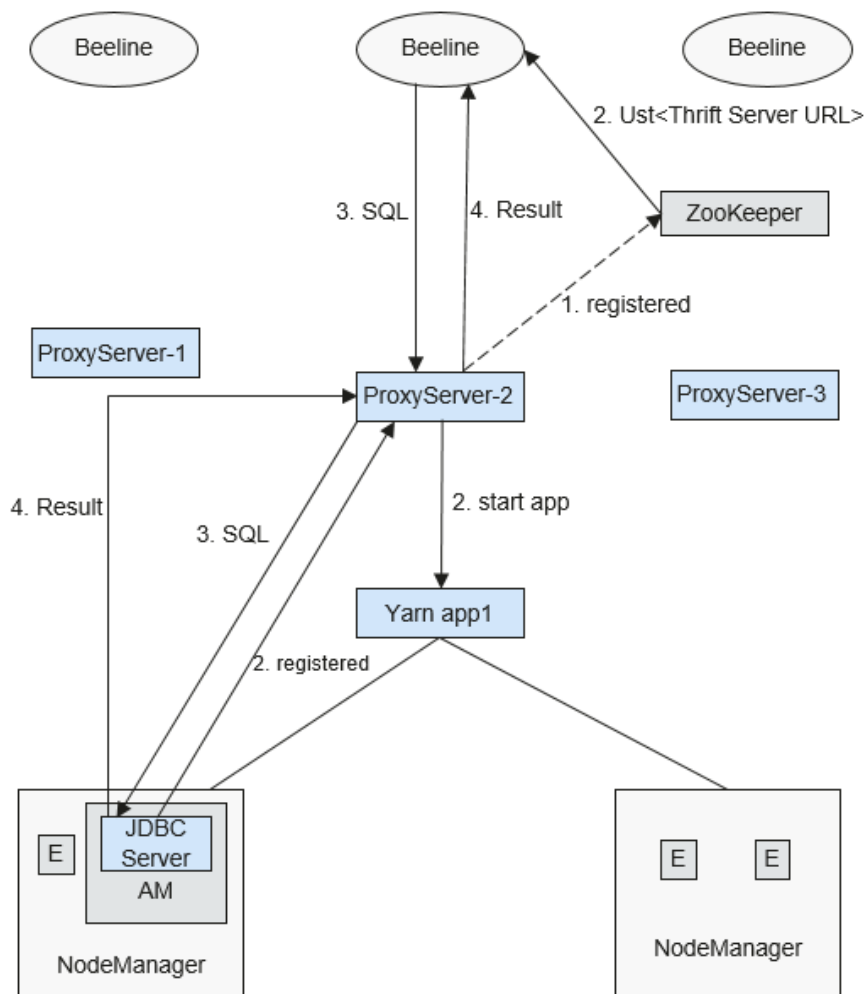 Beeline
Beeline
Beeline
2. Ust<Thrift Server URL>
3. SQL
4. Result
ZooKeeper
1. registered
ProxyServer-1
ProxyServer-2
ProxyServer-3
4. Result
3. SQL
2. start app
Yarn app1
2. registered
JDBC
Server
E
AM
NodeManager
E
E
NodeManager